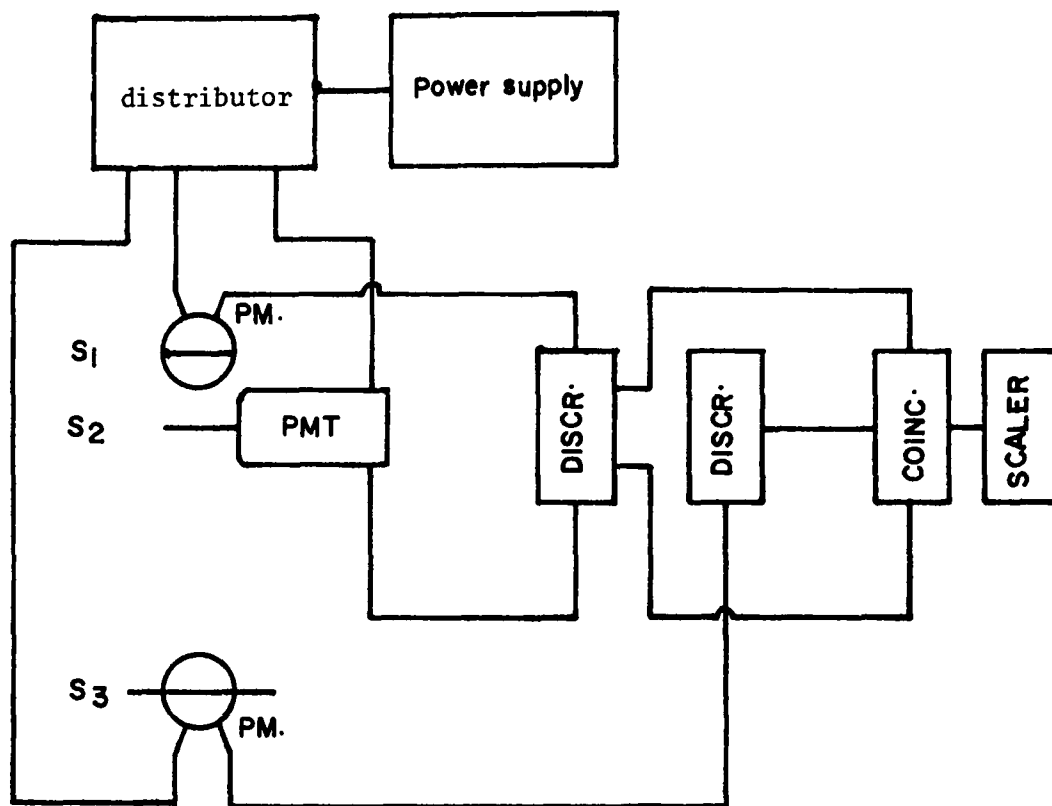 distributor
Power supply
PM.
S1
S2
PMT
DISCR.
DISCR.
COINC.
SCALER
S3
PM.